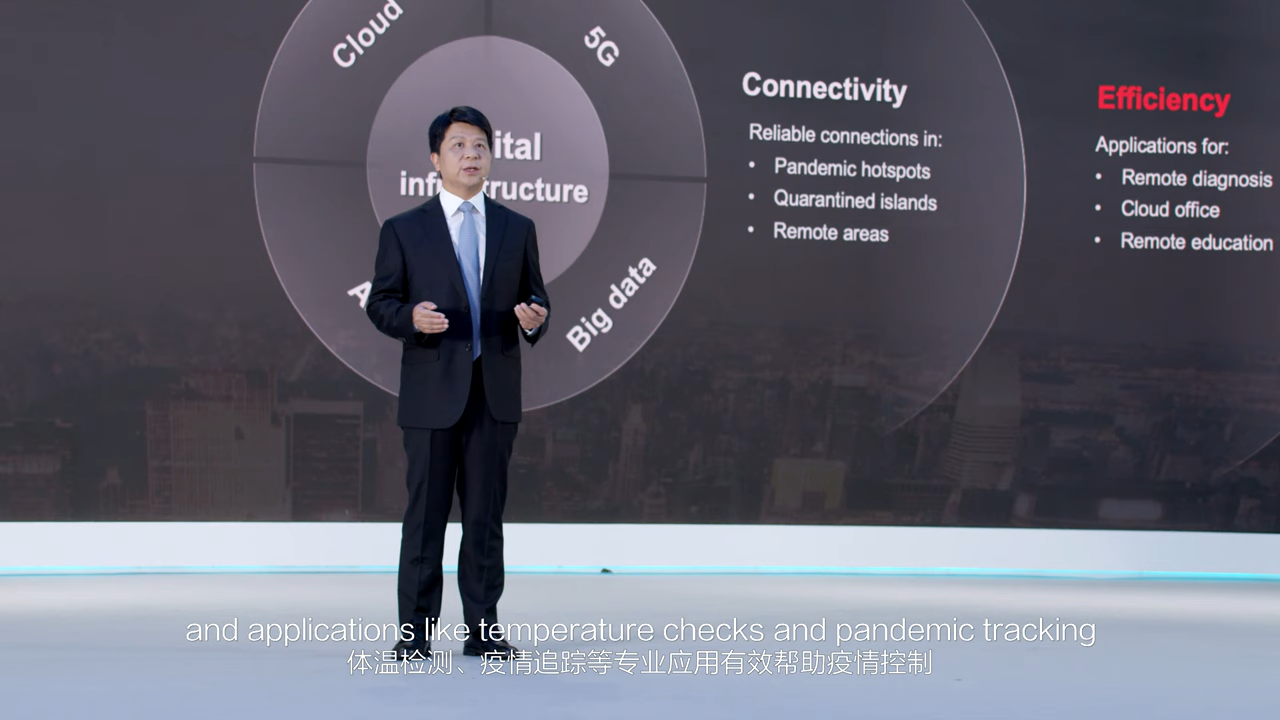 Cloud
5G
ital
infrastructure
Big data
Connectivity
Reliable connections in:
• Pandemic hotspots
• Quarantined islands
• Remote areas
Efficiency
Applications for:
• Remote diagnosis
• Cloud office
• Remote education
and applications like temperature checks and pandemic tracking
体温检测、疫情追踪等专业应用有效帮助疫情控制